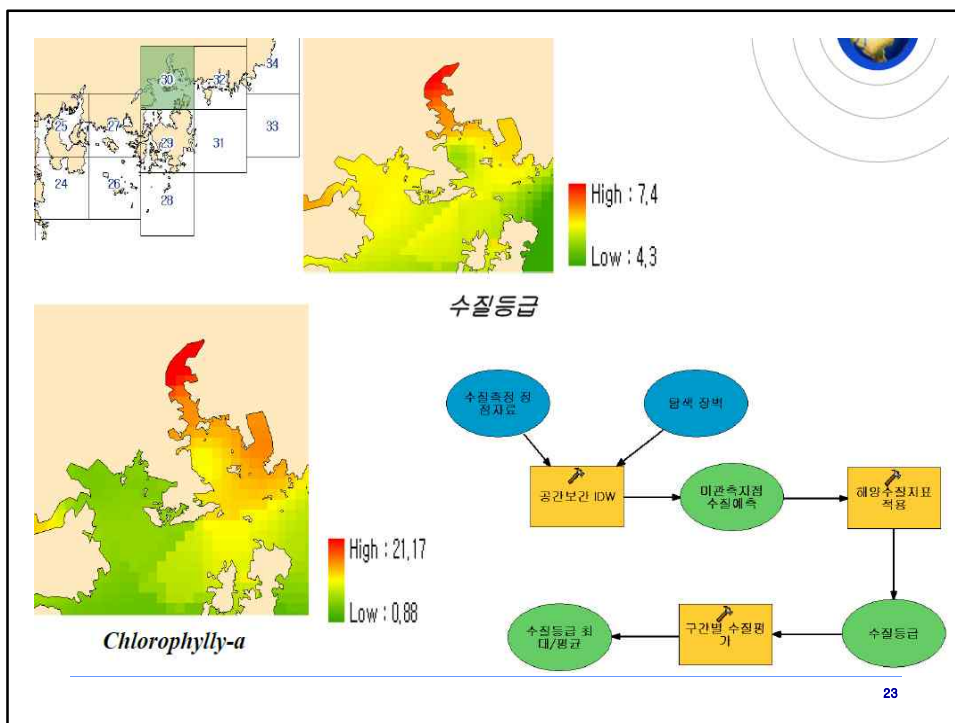 30
32
34
25
27
29
31
33
24
26
28
High : 7,4
Low : 4,3
수질등급
High : 21,17
Low : 0,88
Chlorophylly-a
수질측정 정
점자료
탐색 장벽
공간보간 IDW
미관측지점
수질예측
해양수질지표
적용
수질등급
구간별 수질평
가
수질등급 최
대/평균
23